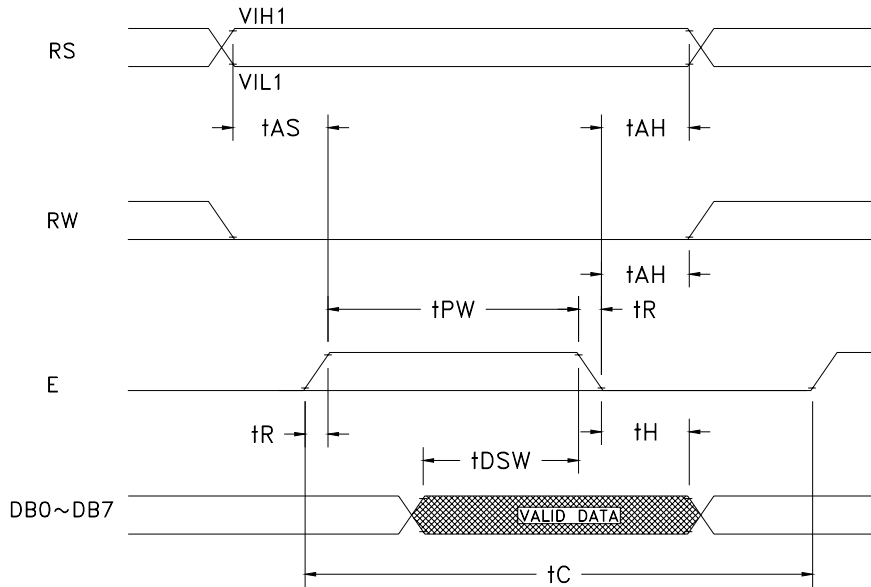 VIH1
RS
VIL1
tAS tAH
RW
tAH
tPW tR
E
tR tH
tDSW
DB0~DB7 VALID DATA
tC